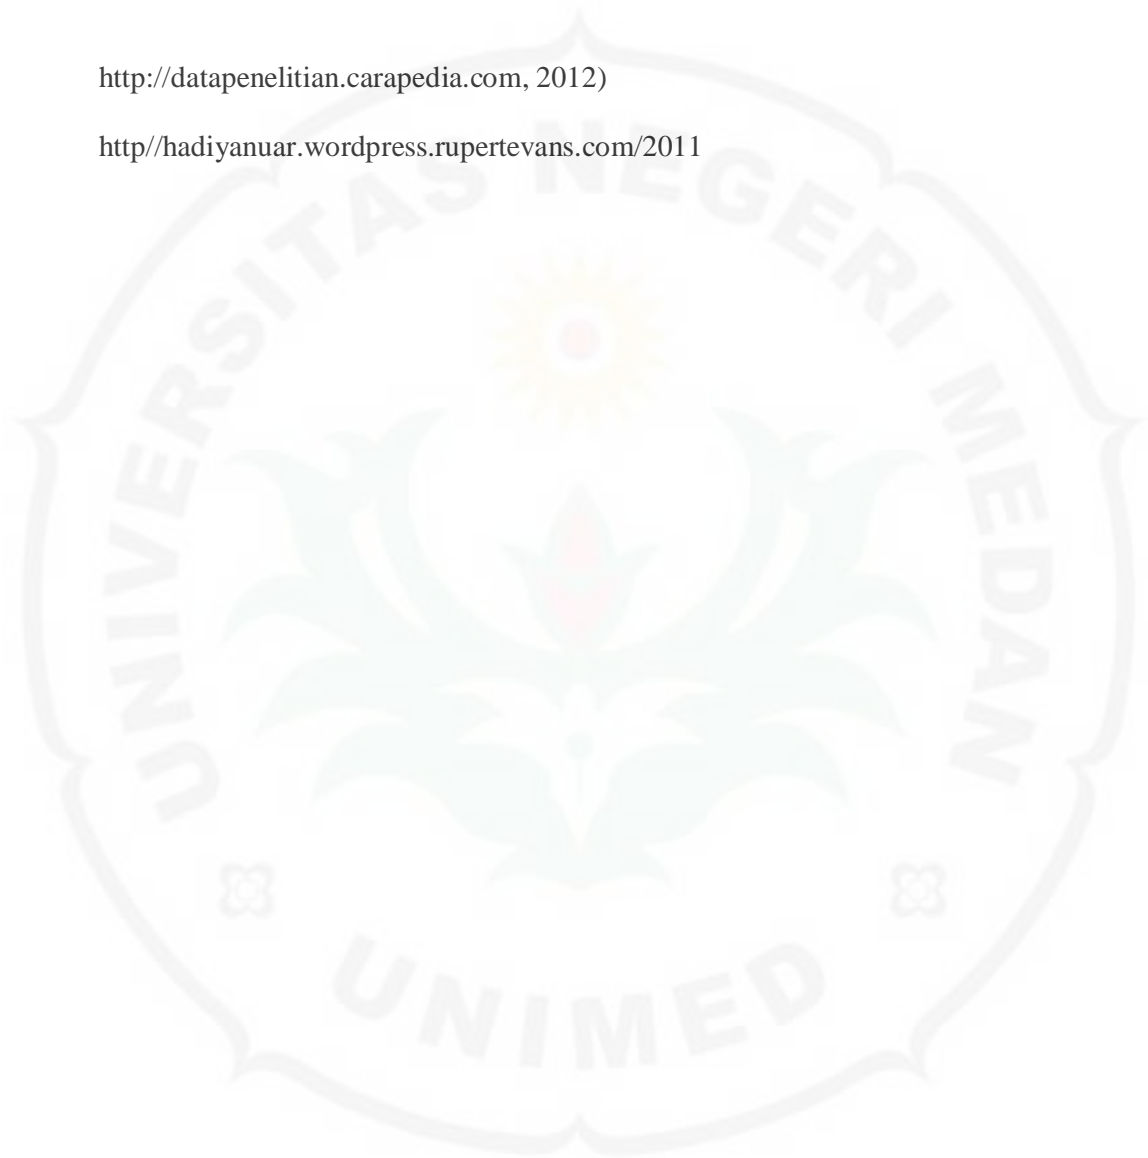 http://datapenelitian.carapedia.com, 2012)
http//hadiyanuar.wordpress.rupertevans.com/2011
UNIVERSITAS NEGERI MEDAN
UNIMED